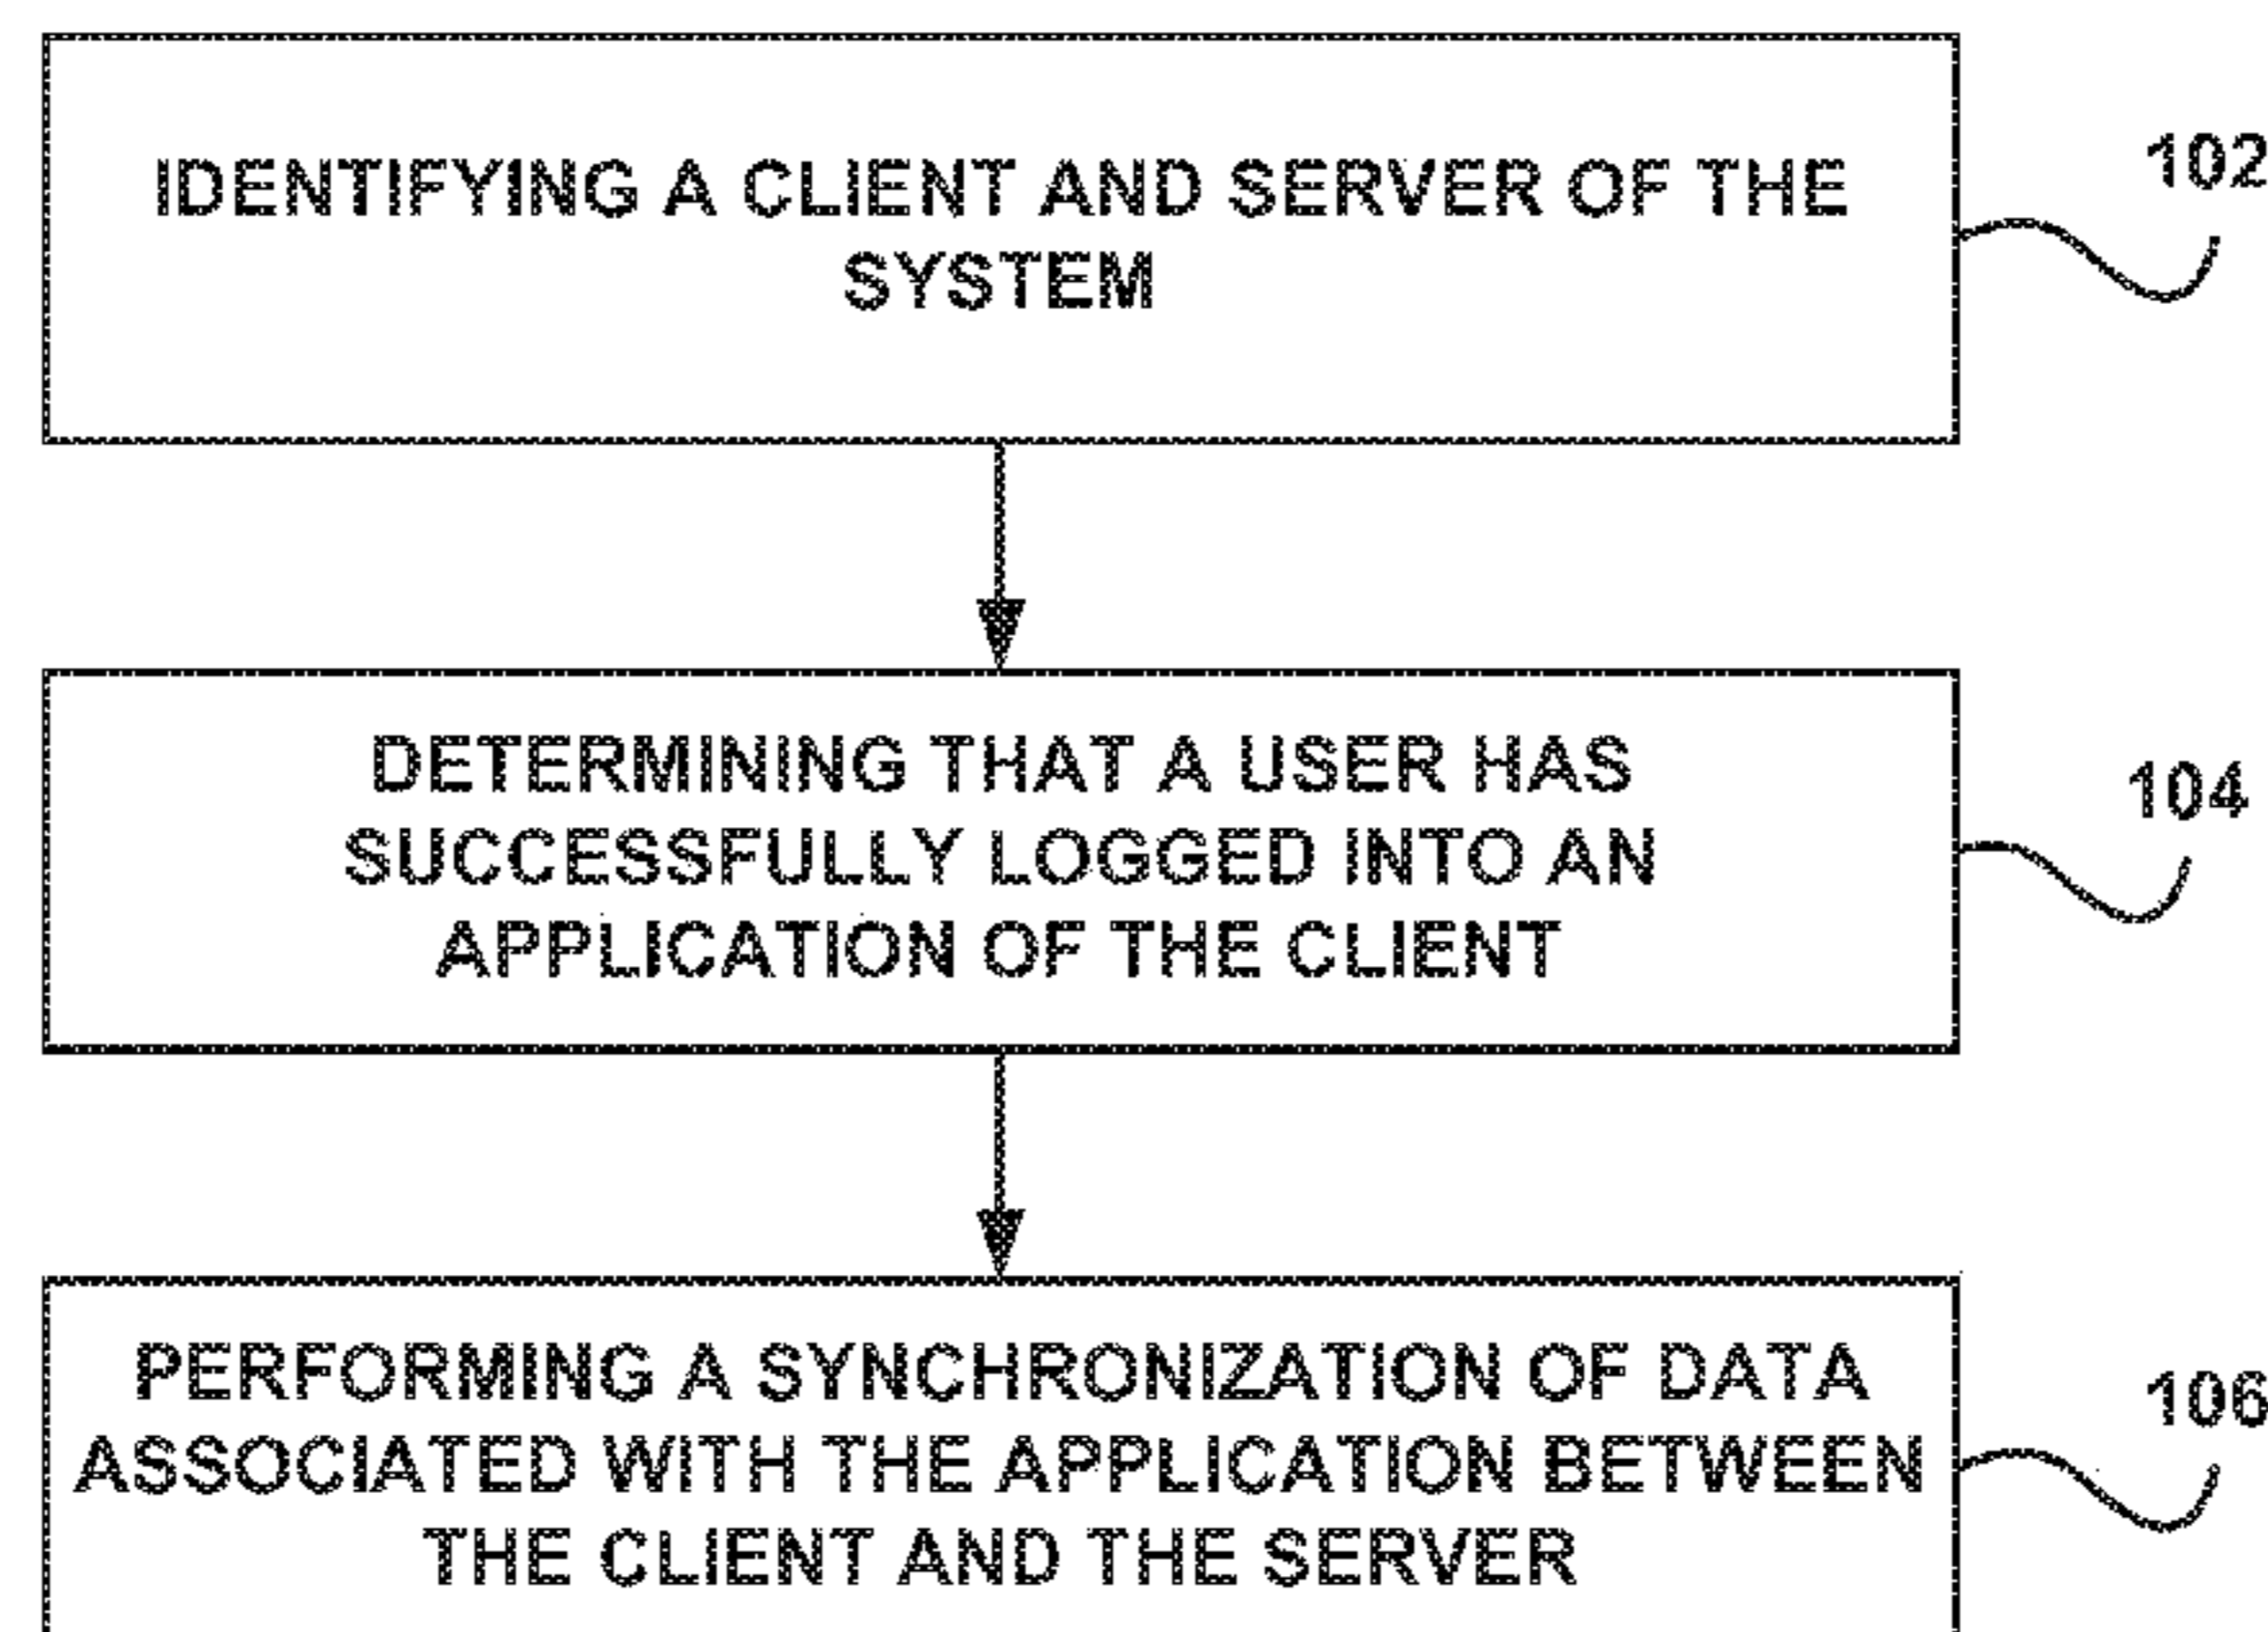 IDENTIFYING A CLIENT AND SERVER OF THE
SYSTEM
102
DETERMINING THAT A USER HAS
SUCCESSFULLY LOGGED INTO AN
APPLICATION OF THE CLIENT
104
PERFORMING A SYNCHRONIZATION OF DATA
ASSOCIATED WITH THE APPLICATION BETWEEN
THE CLIENT AND THE SERVER
106